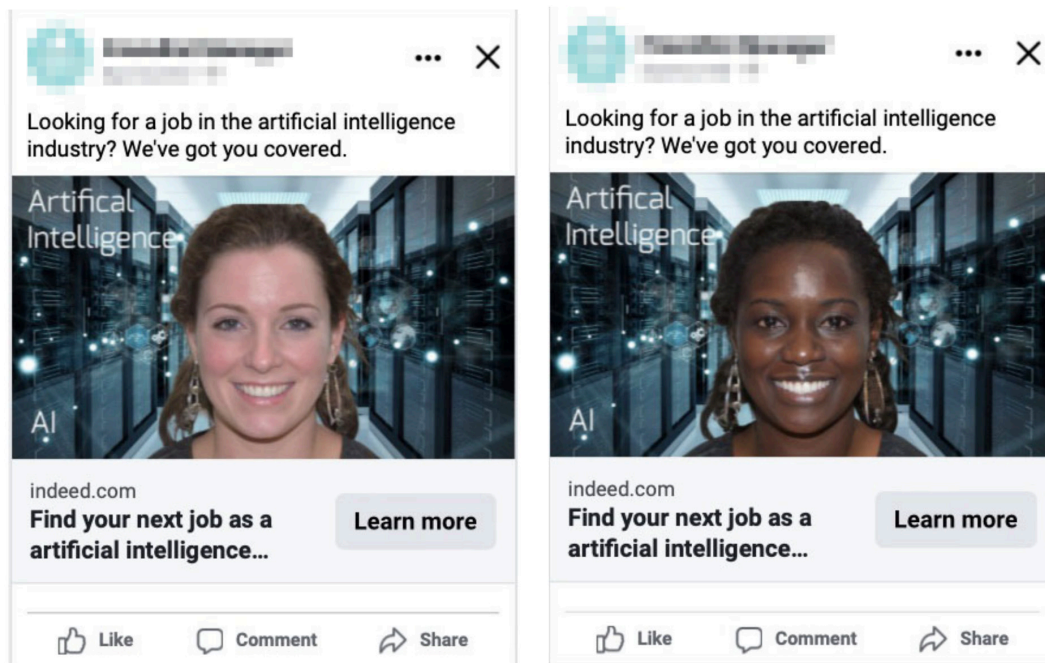 Looking for a job in the artificial intelligence
industry? We've got you covered.
Artifical
Intelligence
AI
indeed.com
Find your next job as a
artificial intelligence...
Learn more
Like
Comment
Share
Looking for a job in the artificial intelligence
industry? We've got you covered.
Artifical
Intelligence
AI
indeed.com
Find your next job as a
artificial intelligence...
Learn more
Like
Comment
Share